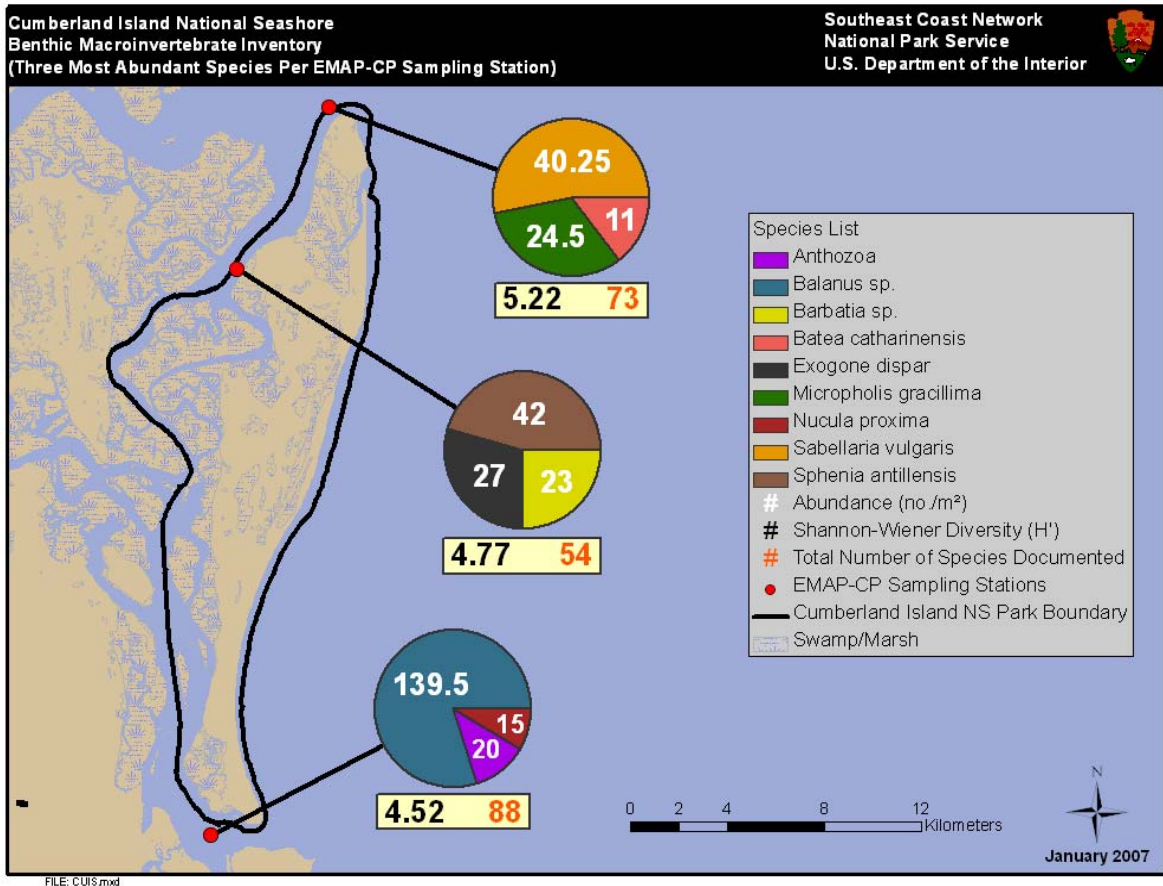 Cumberland Island National Seashore
Benthic Macroinvertebrate Inventory
(Three Most Abundant Species Per EMAP-CP Sampling Station)
Southeast Coast Network
National Park Service
U.S. Department of the Interior
40.25
24.5
11
5.22 73
42
27
23
4.77 54
139.5
15
20
4.52 88
Species List
Anthozoa
Balanus sp.
Barbatia sp.
Batea catharinensis
Exogone dispar
Micropholis gracillima
Nucula proxima
Sabellaria vulgaris
Sphenia antillensis
# Abundance (no./m²)
# Shannon-Wiener Diversity (H')
# Total Number of Species Documented
EMAP-CP Sampling Stations
Cumberland Island NS Park Boundary
Swamp/Marsh
0 2 4 8 12
Kilometers
N
January 2007
FILE: CUIS.mxd